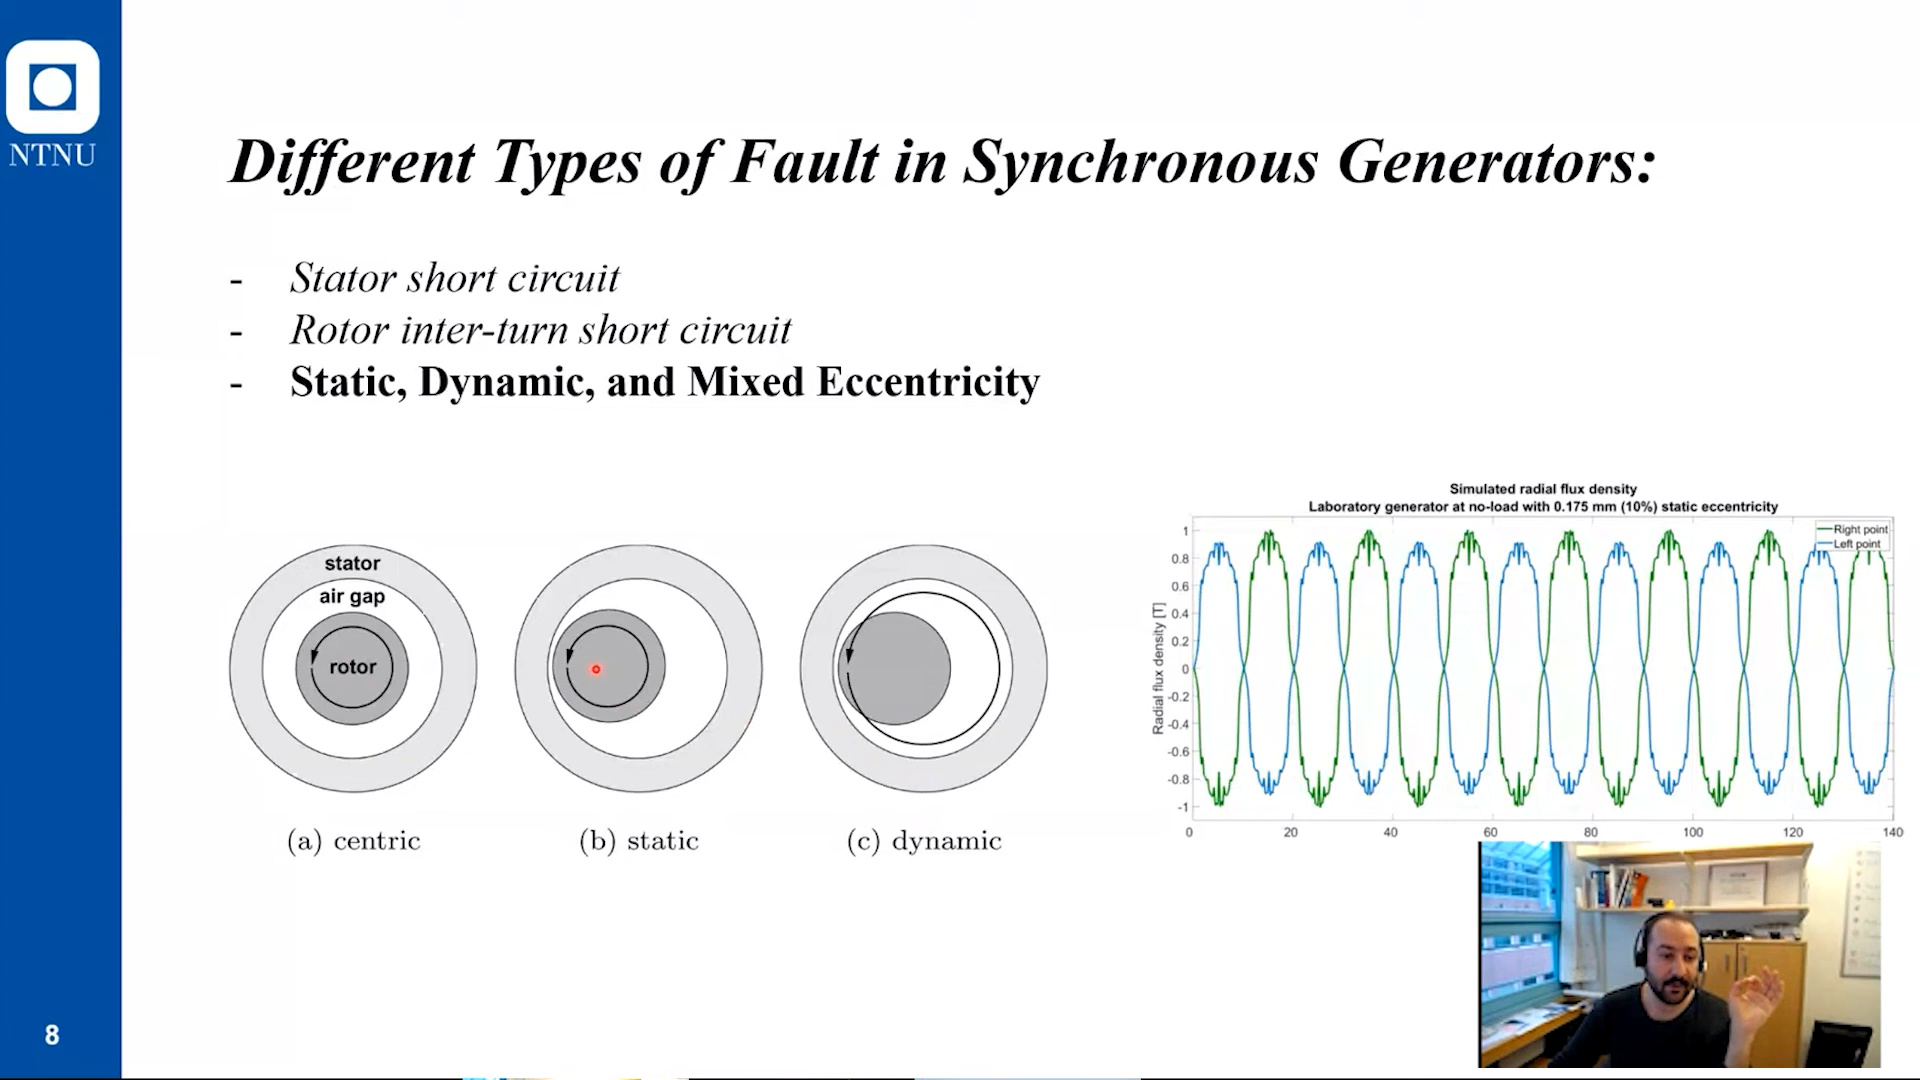 NTNU
Different Types of Fault in Synchronous Generators:
- Stator short circuit
- Rotor inter-turn short circuit
- Static, Dynamic, and Mixed Eccentricity
stator
air gap
rotor
(a) centric
(b) static
(c) dynamic
Simulated radial flux density
Laboratory generator at no-load with 0.175 mm (10%) static eccentricity
Right point
Left point
Radial flux density [T]
1
0.8
0.6
0.4
0.2
0
-0.2
-0.4
-0.6
-0.8
-1
0 20 40 60 80 100 120 140
8